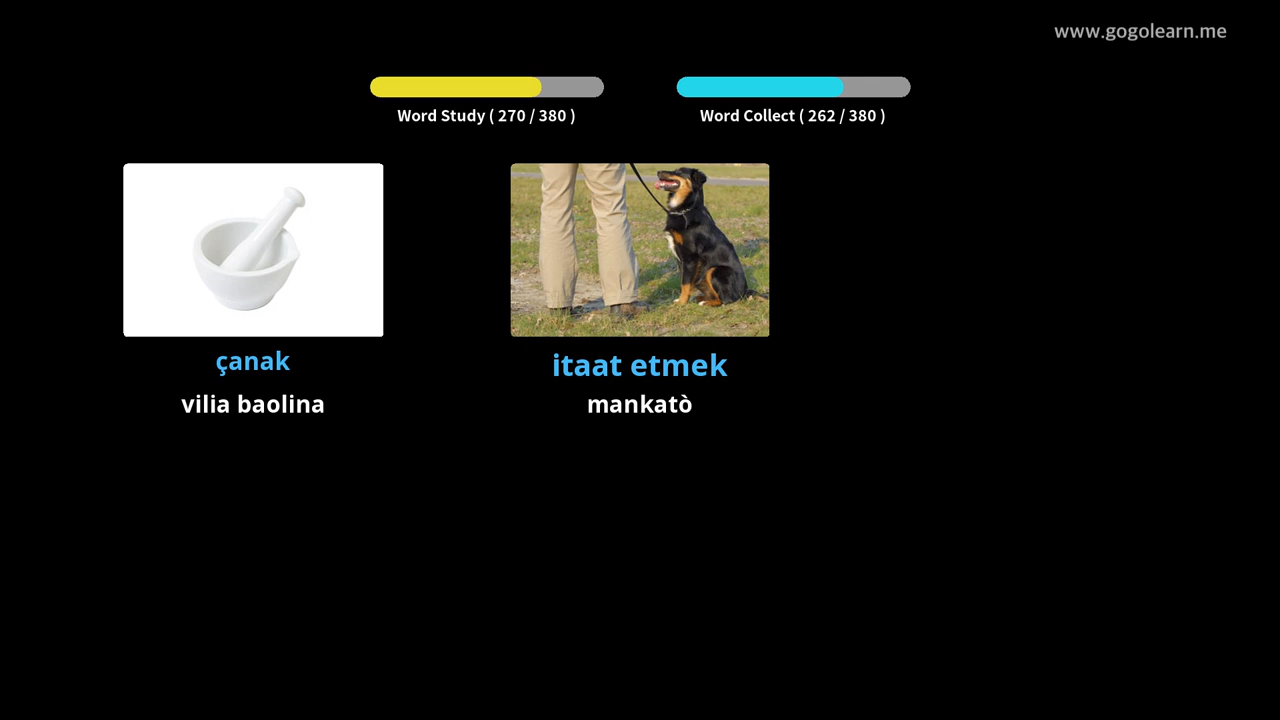 www.gogolearn.me
Word Study ( 270 / 380 )
Word Collect ( 262 / 380 )
çanak
vilia baolina
itaat etmek
mankatò